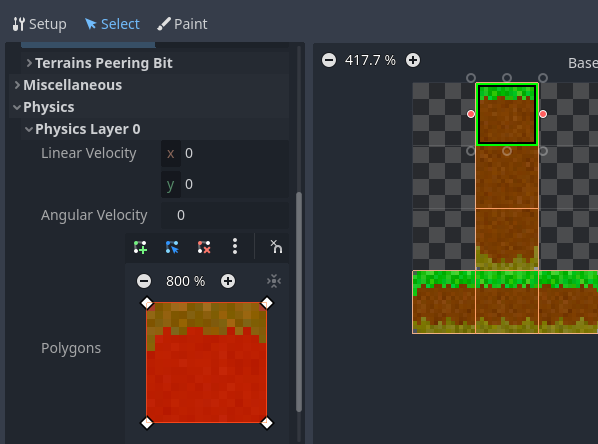 Setup Select Paint
Terrains Peering Bit
Miscellaneous
Physics
Physics Layer 0
Linear Velocity x 0
y 0
Angular Velocity 0
800 %
Polygons
417.7 %
Base